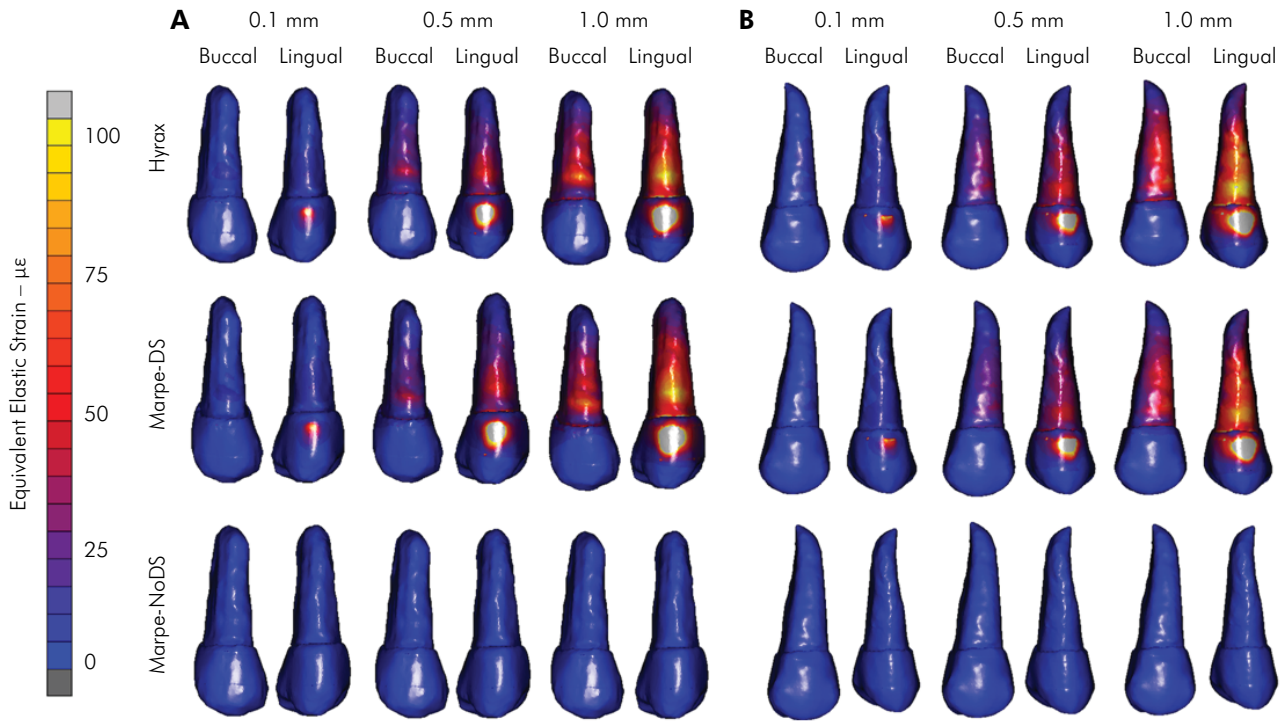 A
0.1 mm 0.5 mm 1.0 mm
Buccal Lingual Buccal Lingual Buccal Lingual
B
0.1 mm 0.5 mm 1.0 mm
Buccal Lingual Buccal Lingual Buccal Lingual
Equivalent Elastic Strain – με
100
75
50
25
0
Hyrax
Marpe-DS
Marpe-NoDS